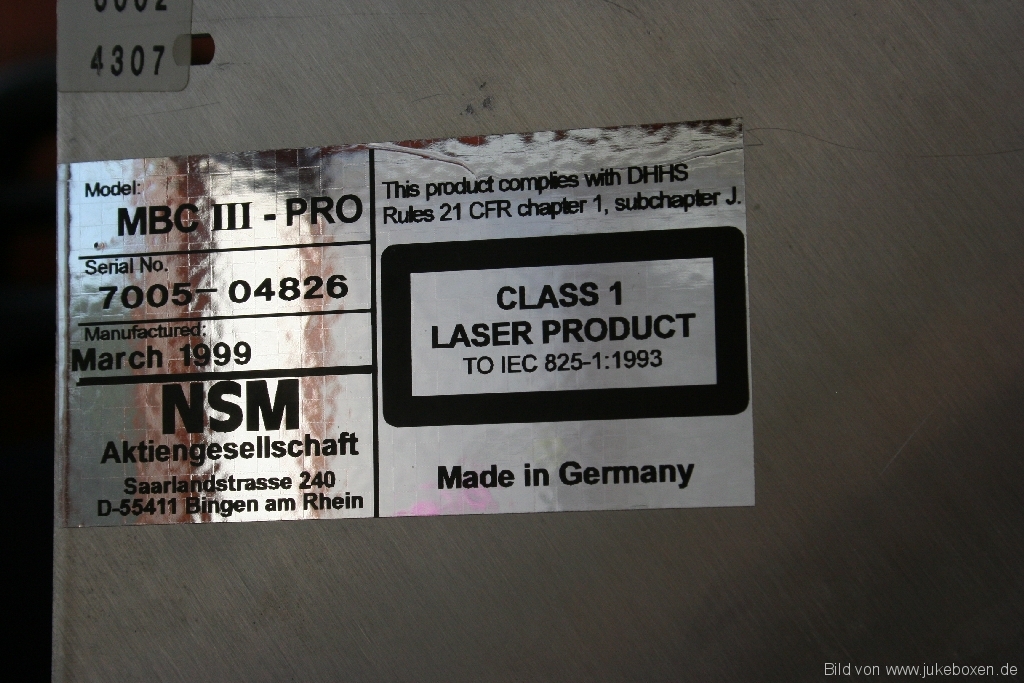 0002
4307
Model:
MBC III - PRO
Serial No.
7005-04826
Manufactured:
March 1999
NSM
Aktiengesellschaft
Saarlandstrasse 240
D-55411 Bingen am Rhein
This product complies with DHHS
Rules 21 CFR chapter 1, subchapter J.
CLASS 1
LASER PRODUCT
TO IEC 825-1:1993
Made in Germany
Bild von www.jukeboxen.de